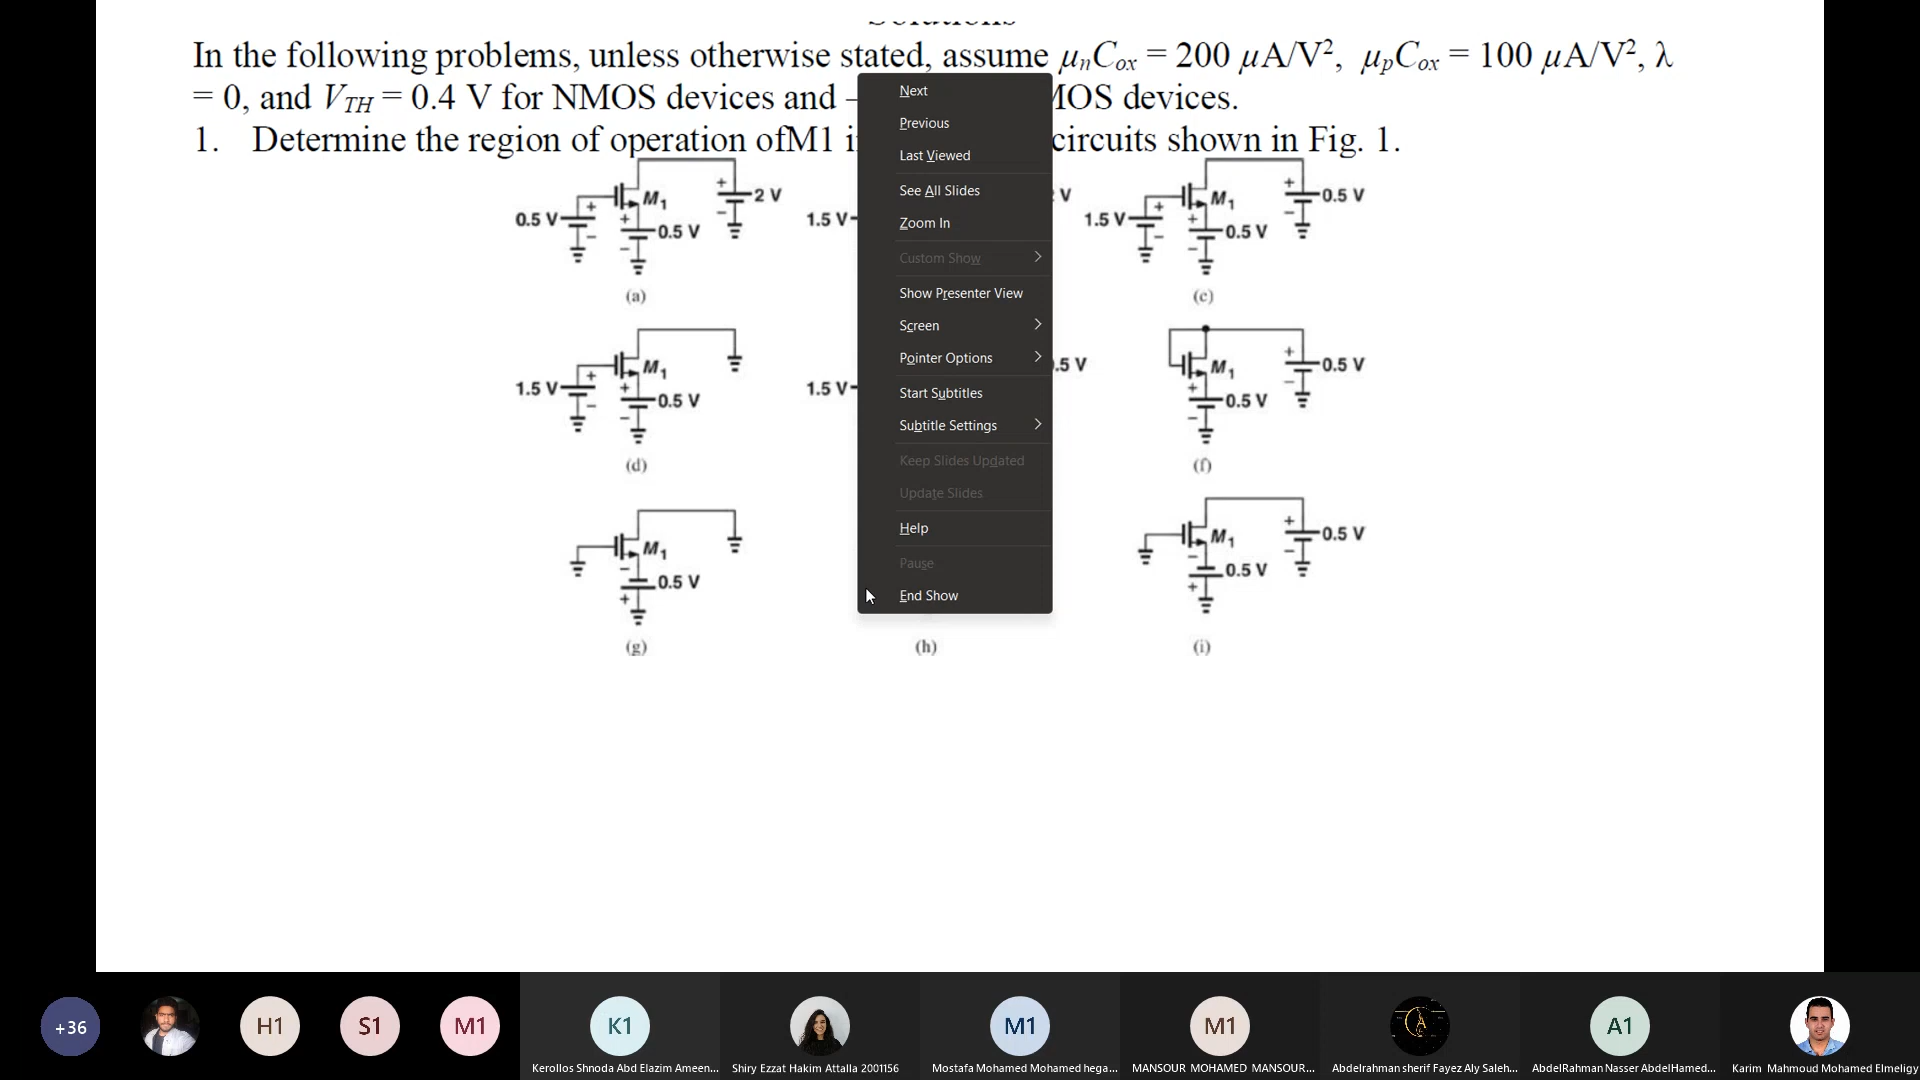 In the following problems, unless otherwise stated, assume μnCox = 200 μA/V², μpCox = 100 μA/V², λ
= 0, and VTH = 0.4 V for NMOS devices and – MOS devices.
1. Determine the region of operation ofM1 i circuits shown in Fig. 1.
Next
Previous
Last Viewed
See All Slides
Zoom In
Custom Show
Show Presenter View
Screen
Pointer Options
Start Subtitles
Subtitle Settings
Keep Slides Updated
Update Slides
Help
Pause
End Show
0.5 V
M1
0.5 V
2 V
(a)
1.5 V
V
1.5 V
M1
0.5 V
0.5 V
(c)
1.5 V
M1
0.5 V
(d)
1.5 V
.5 V
M1
0.5 V
0.5 V
(f)
M1
0.5 V
(g)
(h)
M1
0.5 V
0.5 V
(i)
+36
H1
S1
M1
K1
M1
M1
A1
Kerollos Shnoda Abd Elazim Ameen...
Shiry Ezzat Hakim Attalla 2001156
Mostafa Mohamed Mohamed hega...
MANSOUR MOHAMED MANSOUR...
Abdelrahman sherif Fayez Aly Saleh...
AbdelRahman Nasser AbdelHamed...
Karim Mahmoud Mohamed Elmeligy